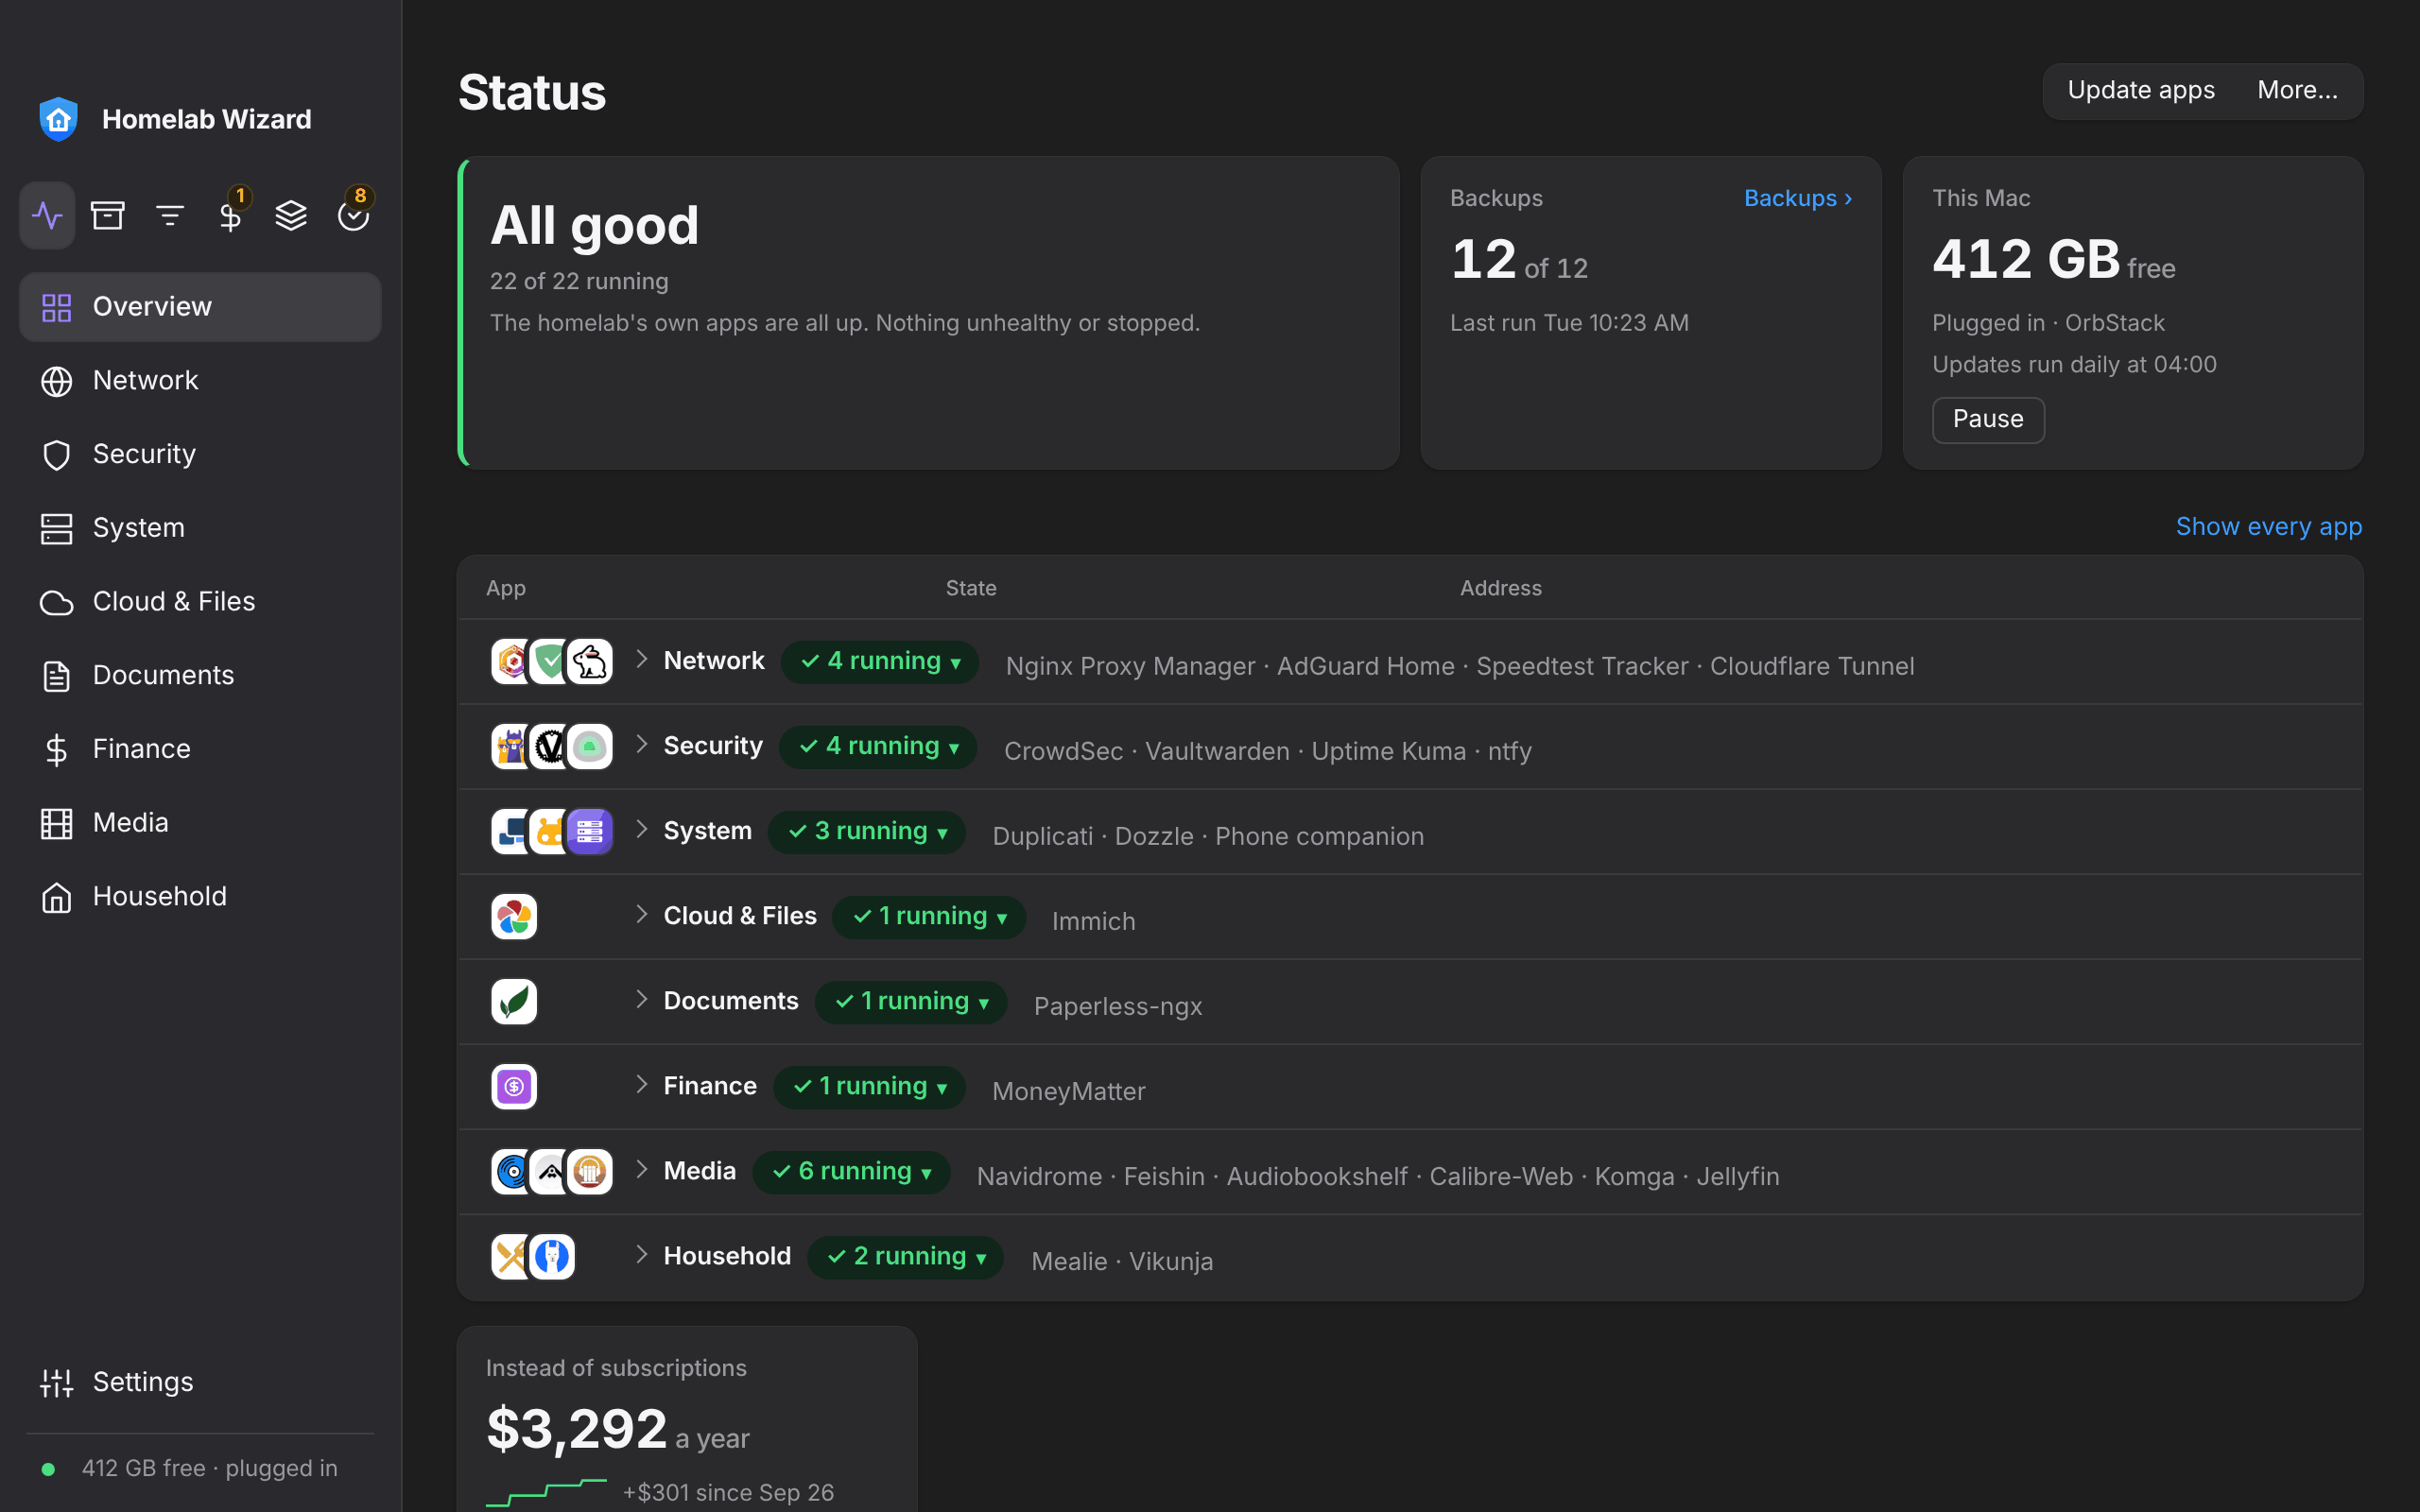 Homelab Wizard
1
8
Overview
Network
Security
System
Cloud & Files
Documents
Finance
Media
Household
Settings
412 GB free · plugged in
Status
Update apps
More...
All good
22 of 22 running
The homelab's own apps are all up. Nothing unhealthy or stopped.
Backups
Backups ›
12 of 12
Last run Tue 10:23 AM
This Mac
412 GB free
Plugged in · OrbStack
Updates run daily at 04:00
Pause
Show every app
App State Address
Network ✓ 4 running ▾ Nginx Proxy Manager · AdGuard Home · Speedtest Tracker · Cloudflare Tunnel
Security ✓ 4 running ▾ CrowdSec · Vaultwarden · Uptime Kuma · ntfy
System ✓ 3 running ▾ Duplicati · Dozzle · Phone companion
Cloud & Files ✓ 1 running ▾ Immich
Documents ✓ 1 running ▾ Paperless-ngx
Finance ✓ 1 running ▾ MoneyMatter
Media ✓ 6 running ▾ Navidrome · Feishin · Audiobookshelf · Calibre-Web · Komga · Jellyfin
Household ✓ 2 running ▾ Mealie · Vikunja
Instead of subscriptions
$3,292 a year
+$301 since Sep 26